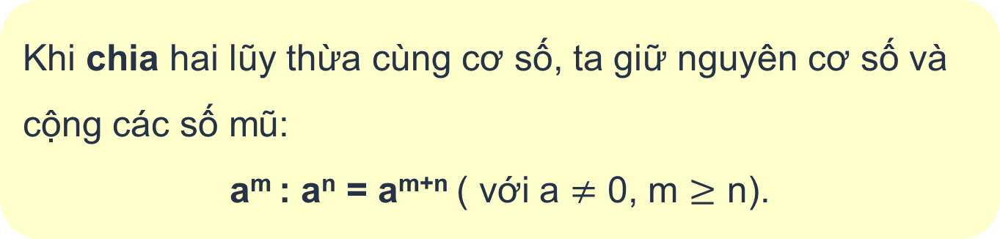 Khi chia hai lũy thừa cùng cơ số, ta giữ nguyên cơ số và
cộng các số mũ:
aᵐ : aⁿ = aᵐ⁺ⁿ ( với a ≠ 0, m ≥ n).